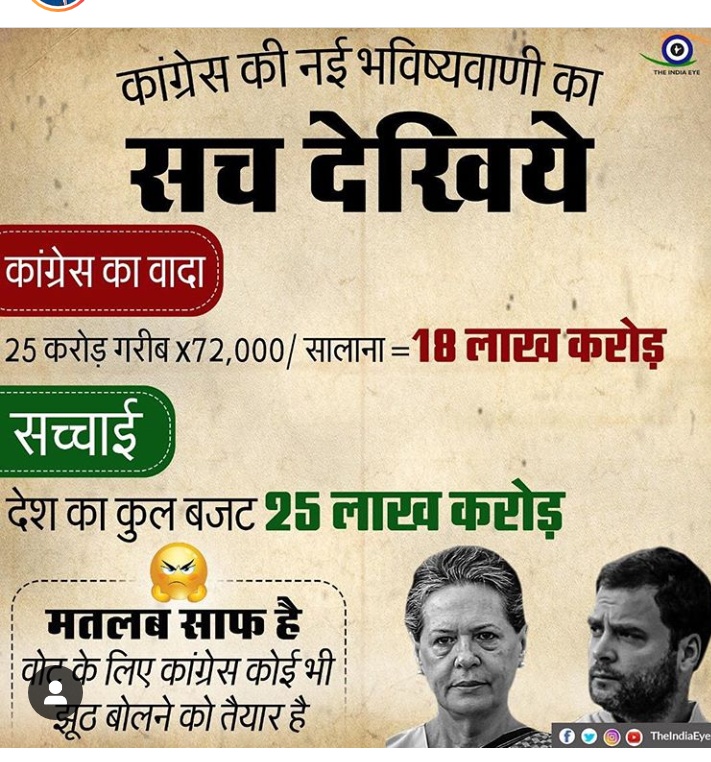 THE INDIA EYE
कांग्रेस की नई भविष्यवाणी का
सच देखिये
कांग्रेस का वादा
25 करोड़ गरीब x72,000/ सालाना =18 लाख करोड़
सच्चाई
देश का कुल बजट 25 लाख करोड़
मतलब साफ है
वोट के लिए कांग्रेस कोई भी
झूठ बोलने को तैयार है
TheIndiaEye